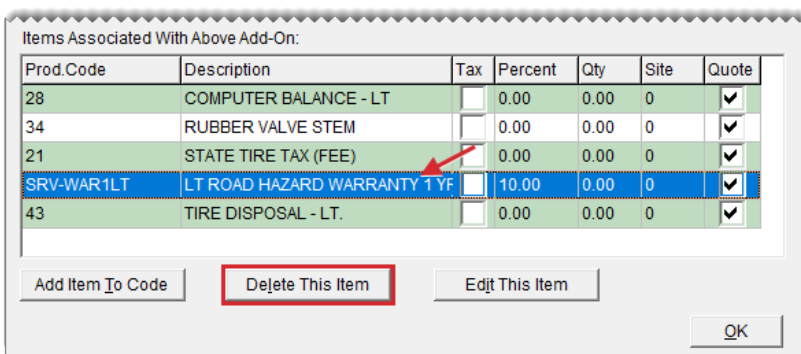 Items Associated With Above Add-On:
Prod.Code Description Tax Percent Qty Site Quote
28 COMPUTER BALANCE - LT 0.00 0.00 0
34 RUBBER VALVE STEM 0.00 0.00 0
21 STATE TIRE TAX (FEE) 0.00 0.00 0
SRV-WAR1LT LT ROAD HAZARD WARRANTY 1 YR 10.00 0.00 0
43 TIRE DISPOSAL - LT. 0.00 0.00 0
Add Item To Code Delete This Item Edit This Item
OK